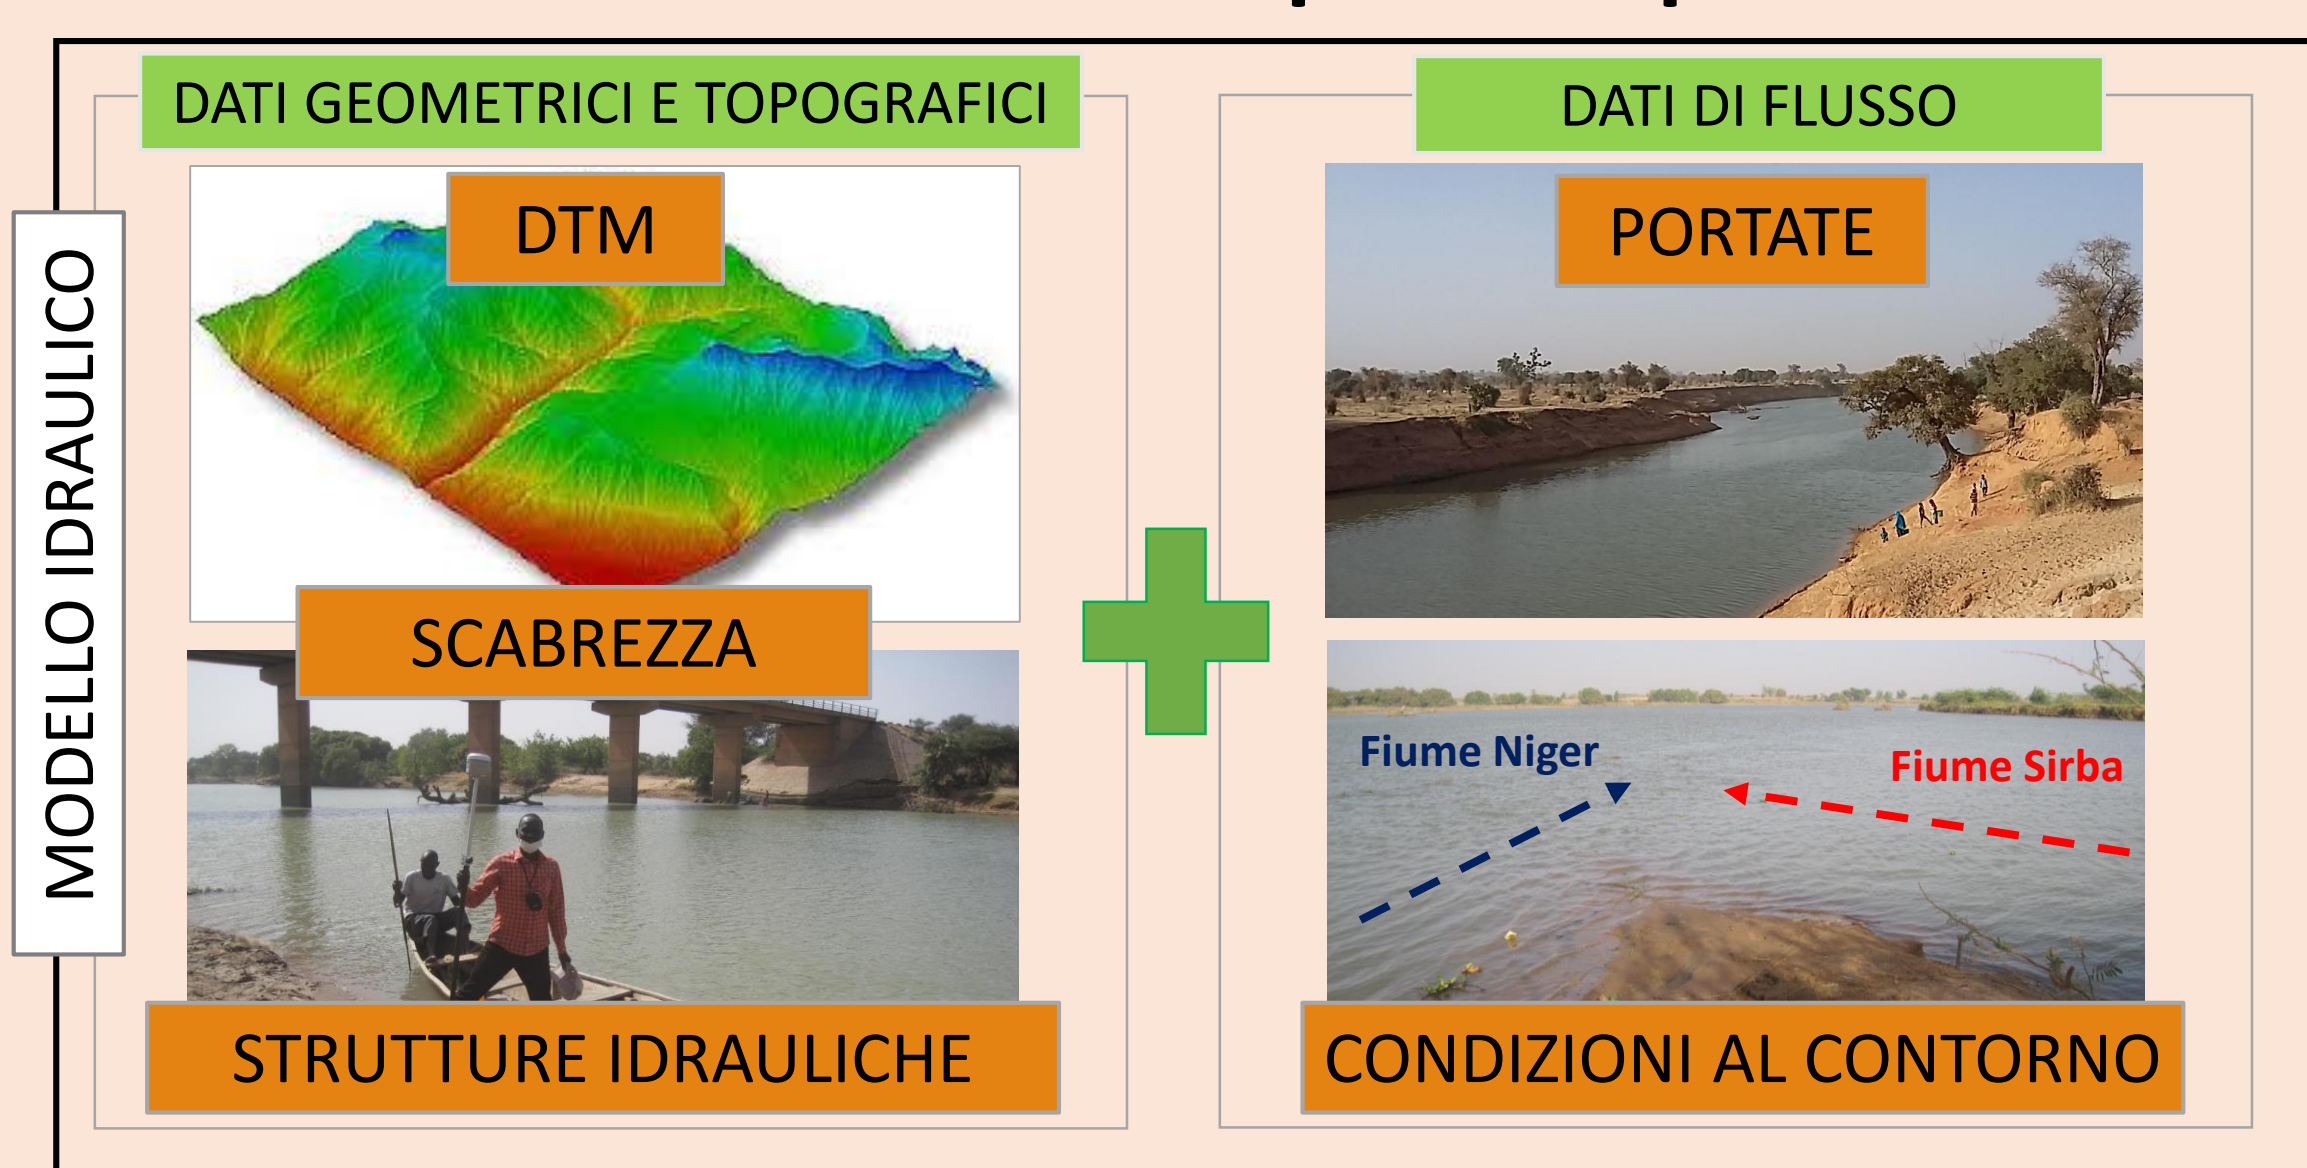 MODELLO IDRAULICO
DATI GEOMETRICI E TOPOGRAFICI
DTM
SCABREZZA
STRUTTURE IDRAULICHE
DATI DI FLUSSO
PORTATE
Fiume Niger
Fiume Sirba
CONDIZIONI AL CONTORNO